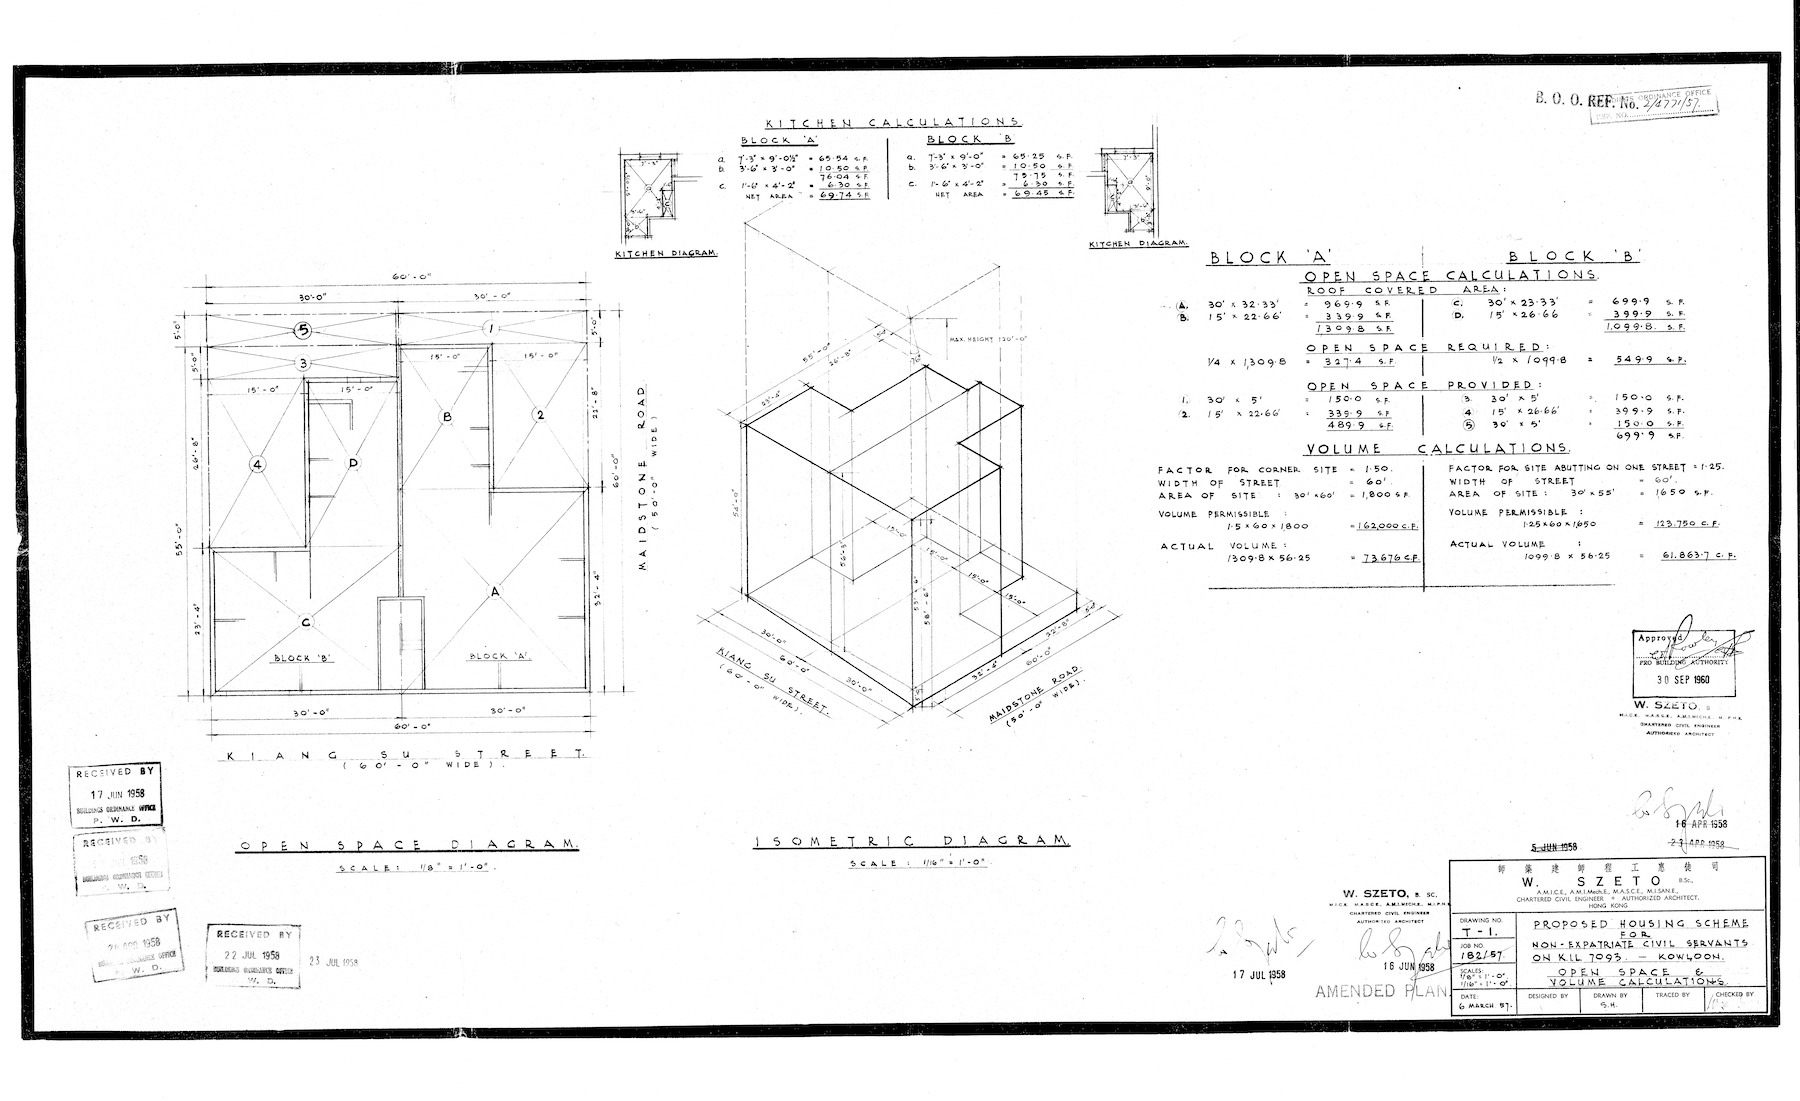 B. O. O. REF. No. 2/4771/57.
BUILDINGS ORDINANCE OFFICE
KITCHEN CALCULATIONS.
BLOCK 'A'
a. 7'-3" × 9'-0½" = 65·54 S.F.
b. 3'-6" × 3'-0" = 10·50 S.F.
76·04 S.F.
c. 1'-6" × 4'-2" = 6·30 S.F.
NET AREA = 69·74 S.F.
BLOCK 'B'
a. 7'-3" × 9'-0" = 65·25 S.F.
b. 3'-6" × 3'-0" = 10·50 S.F.
75·75 S.F.
c. 1'-6" × 4'-2" = 6·30 S.F.
NET AREA = 69·45 S.F.
KITCHEN DIAGRAM.
KITCHEN DIAGRAM.
BLOCK 'A'
BLOCK 'B'
OPEN SPACE CALCULATIONS.
ROOF COVERED AREA:
A. 30' × 32·33' = 969·9 S.F.
B. 15' × 22·66' = 339·9 S.F.
1309·8 S.F.
C. 30' × 23·33' = 699·9 S.F.
D. 15' × 26·66 = 399·9 S.F.
1,099·8. S.F.
OPEN SPACE REQUIRED:
1/4 × 1,309·8 = 327·4 S.F.
1/2 × 1099·8 = 549·9 S.F.
OPEN SPACE PROVIDED:
1. 30' × 5' = 150·0 S.F.
2. 15' × 22·66' = 339·9 S.F.
489·9 S.F.
3. 30' × 5' = 150·0 S.F.
4. 15' × 26·66' = 399·9 S.F.
5 30' × 5' = 150·0 S.F.
699·9 S.F.
VOLUME CALCULATIONS.
FACTOR FOR CORNER SITE = 1·50.
WIDTH OF STREET = 60'.
AREA OF SITE : 30'×60' = 1,800 S.F.
VOLUME PERMISSIBLE :
1·5×60×1,800 = 162,000 C.F.
ACTUAL VOLUME :
1309·8 × 56·25 = 73,676 C.F.
FACTOR FOR SITE ABUTTING ON ONE STREET = 1·25.
WIDTH OF STREET = 60'.
AREA OF SITE : 30'×55' = 1650 S.F.
VOLUME PERMISSIBLE :
1·25×60×1,650 = 123,750 C.F.
ACTUAL VOLUME :
1099·8 × 56·25 = 61,863·7 C.F.
60'-0"
30'-0" 30'-0"
5'-0" 5 1 5'-0"
5'-0" 3
15'-0" 15'-0" 15'-0" 15'-0"
B 2 22'-8"
26'-8" 4 D
60'-0"
MAIDSTONE ROAD
(50'-0" WIDE)
55'-0"
23'-4" C A 32'-4"
BLOCK 'B' BLOCK 'A'.
30'-0" 30'-0"
60'-0"
KIANG SU STREET.
(60'-0" WIDE).
OPEN SPACE DIAGRAM.
SCALE: 1/8" = 1'-0".
MAX. HEIGHT 120'-0"
55'-0"
26'-8"
23'-4"
56'-3"
15'-0"
15'-0"
15'-0"
15'-0"
30'-0"
60'-0"
30'-0"
22'-8"
60'-0"
32'-4"
KIANG SU STREET.
(60'-0" WIDE).
MAIDSTONE ROAD.
(50'-0" WIDE).
ISOMETRIC DIAGRAM.
SCALE : 1/16" = 1'-0".
Approved
PRO BUILDING AUTHORITY
30 SEP 1960
W. SZETO,
CHARTERED CIVIL ENGINEER
AUTHORIZED ARCHITECT
RECEIVED BY
17 JUN 1958
BUILDINGS ORDINANCE OFFICE
P. W. D.
RECEIVED BY
1958
BUILDINGS ORDINANCE OFFICE
W. D.
RECEIVED BY
1958
W. D.
RECEIVED BY
22 JUL 1958
BUILDINGS ORDINANCE OFFICE
W. D.
23 JUL 1958
17 JUL 1958
W. SZETO, B. SC.
CHARTERED CIVIL ENGINEER
AUTHORIZED ARCHITECT
16 JUN 1958
AMENDED PLAN
16 APR 1958
23 APR 1958
5 JUN 1958
師築建師程工惠徒司
W. SZETO B.Sc.,
A.M.I.C.E., A.M.I.Mech.E., M.A.S.C.E., M.I.SAN.E.,
CHARTERED CIVIL ENGINEER + AUTHORIZED ARCHITECT.
HONG KONG
DRAWING NO.
T-1.
JOB NO.
182/57.
SCALES:
1/8" = 1'-0".
1/16" = 1'-0".
DATE:
6 MARCH 57.
PROPOSED HOUSING SCHEME
FOR
NON-EXPATRIATE CIVIL SERVANTS
ON K.I.L. 7093. — KOWLOON.
OPEN SPACE &
VOLUME CALCULATIONS.
DESIGNED BY
DRAWN BY
S.H.
TRACED BY
CHECKED BY